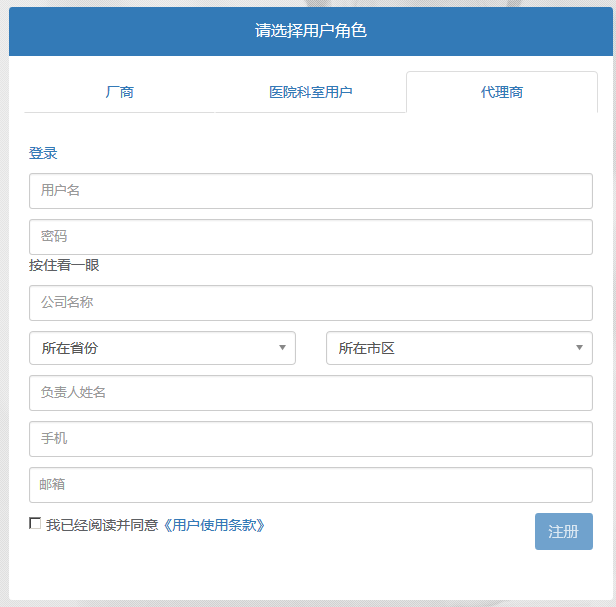 请选择用户角色
厂商 医院科室用户 代理商
登录
用户名
密码
按住看一眼
公司名称
所在省份 所在市区
负责人姓名
手机
邮箱
我已经阅读并同意《用户使用条款》 注册